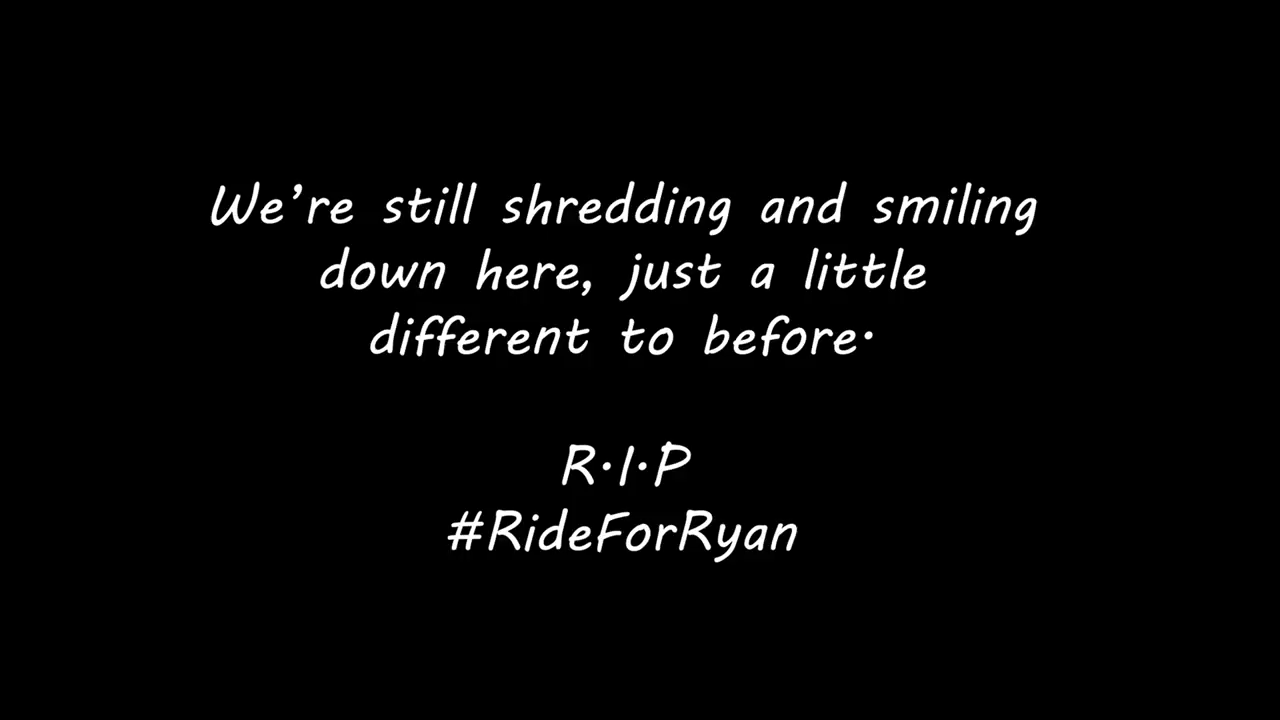 We’re still shredding and smiling
down here, just a little
different to before.
R.I.P
#RideForRyan